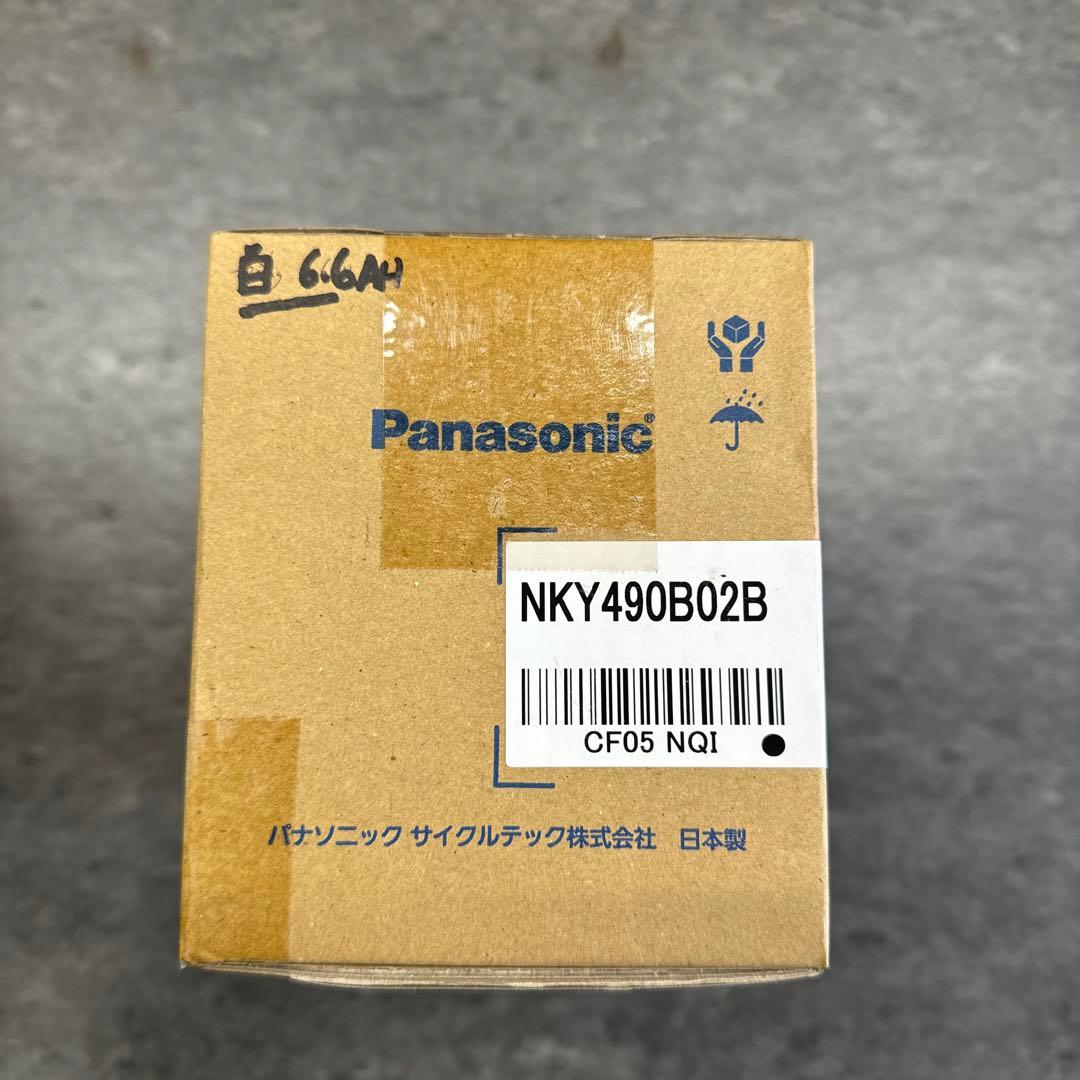 白 6.6AH
Panasonic®
NKY490B02B
CF05 NQI
パナソニック サイクルテック株式会社 日本製